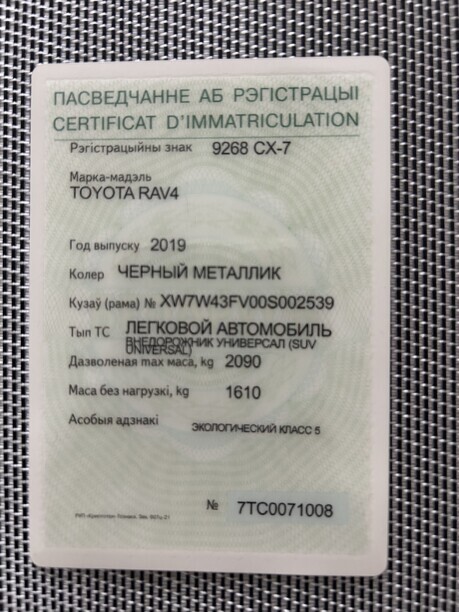 ПАСВЕДЧАННЕ АБ РЭГІСТРАЦЫІ
CERTIFICAT D'IMMATRICULATION
Рэгістрацыйны знак 9268 CX-7
Марка-мадэль
TOYOTA RAV4
Год выпуску 2019
Колер ЧЕРНЫЙ МЕТАЛЛИК
Кузаў (рама) № XW7W43FV00S002539
Тып ТС ЛЕГКОВОЙ АВТОМОБИЛЬ
ВНЕДОРОЖНИК УНИВЕРСАЛ (SUV
UNIVERSAL)
Дазволеная max маса, kg 2090
Маса без нагрузкі, kg 1610
Асобыя адзнакі ЭКОЛОГИЧЕСКИЙ КЛАСС 5
№ 7TC0071008